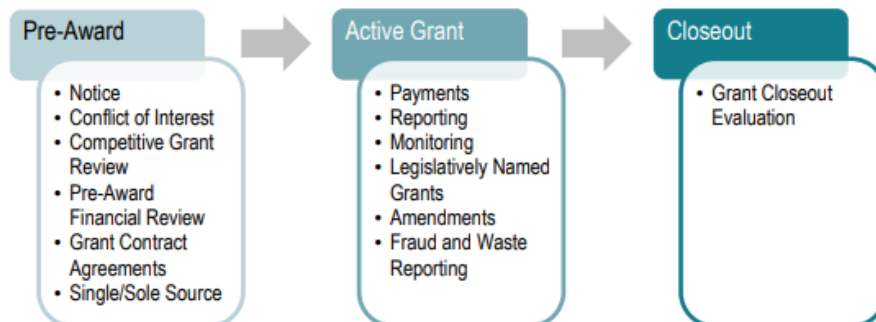 Pre-Award
• Notice
• Conflict of Interest
• Competitive Grant
Review
• Pre-Award
Financial Review
• Grant Contract
Agreements
• Single/Sole Source
Active Grant
• Payments
• Reporting
• Monitoring
• Legislatively Named
Grants
• Amendments
• Fraud and Waste
Reporting
Closeout
• Grant Closeout
Evaluation